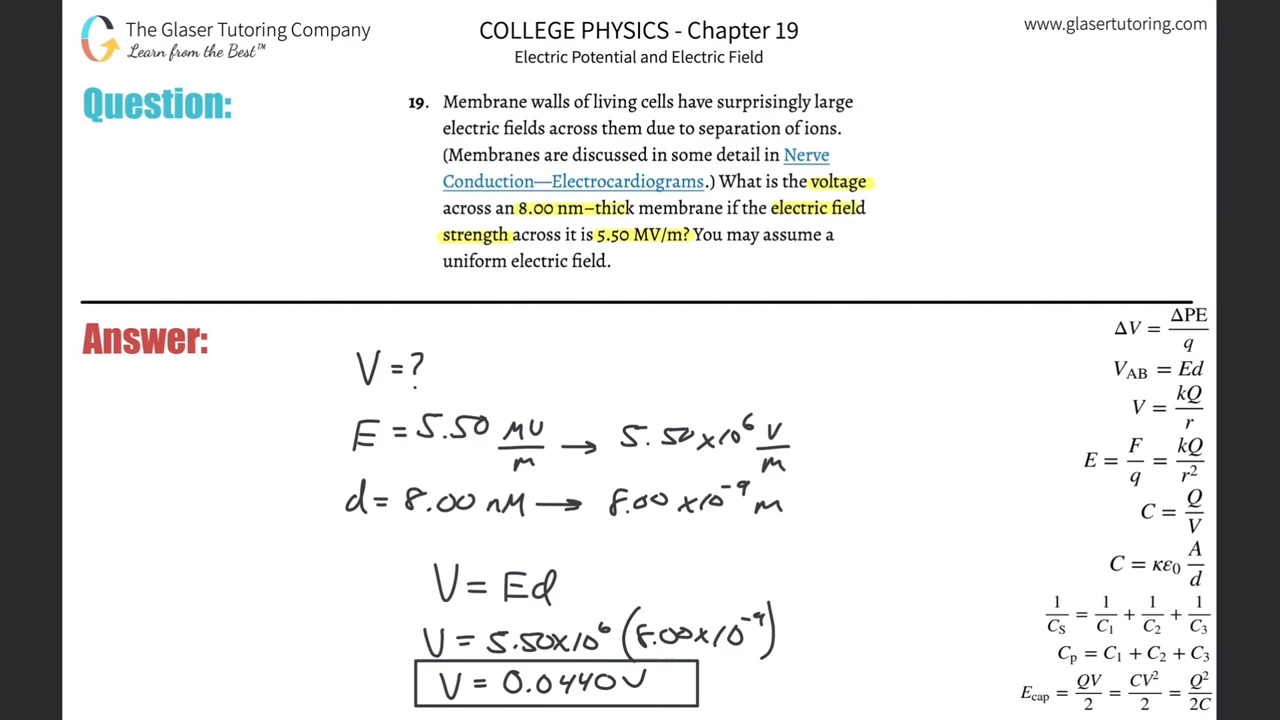 The Glaser Tutoring Company
Learn from the Best™
COLLEGE PHYSICS - Chapter 19
Electric Potential and Electric Field
www.glasertutoring.com
Question:
19. Membrane walls of living cells have surprisingly large
electric fields across them due to separation of ions.
(Membranes are discussed in some detail in Nerve
Conduction—Electrocardiograms.) What is the voltage
across an 8.00 nm–thick membrane if the electric field
strength across it is 5.50 MV/m? You may assume a
uniform electric field.
Answer:
V = ?
E = 5.50 MV/m → 5.50×10⁶ V/m
d = 8.00 nM → 8.00×10⁻⁹ m
V = Ed
V = 5.50×10⁶ (8.00×10⁻⁹)
V = 0.0440 V
ΔV = ΔPE/q
V_AB = Ed
V = kQ/r
E = F/q = kQ/r²
C = Q/V
C = κε₀ A/d
1/C_S = 1/C₁ + 1/C₂ + 1/C₃
C_p = C₁ + C₂ + C₃
E_cap = QV/2 = CV²/2 = Q²/2C